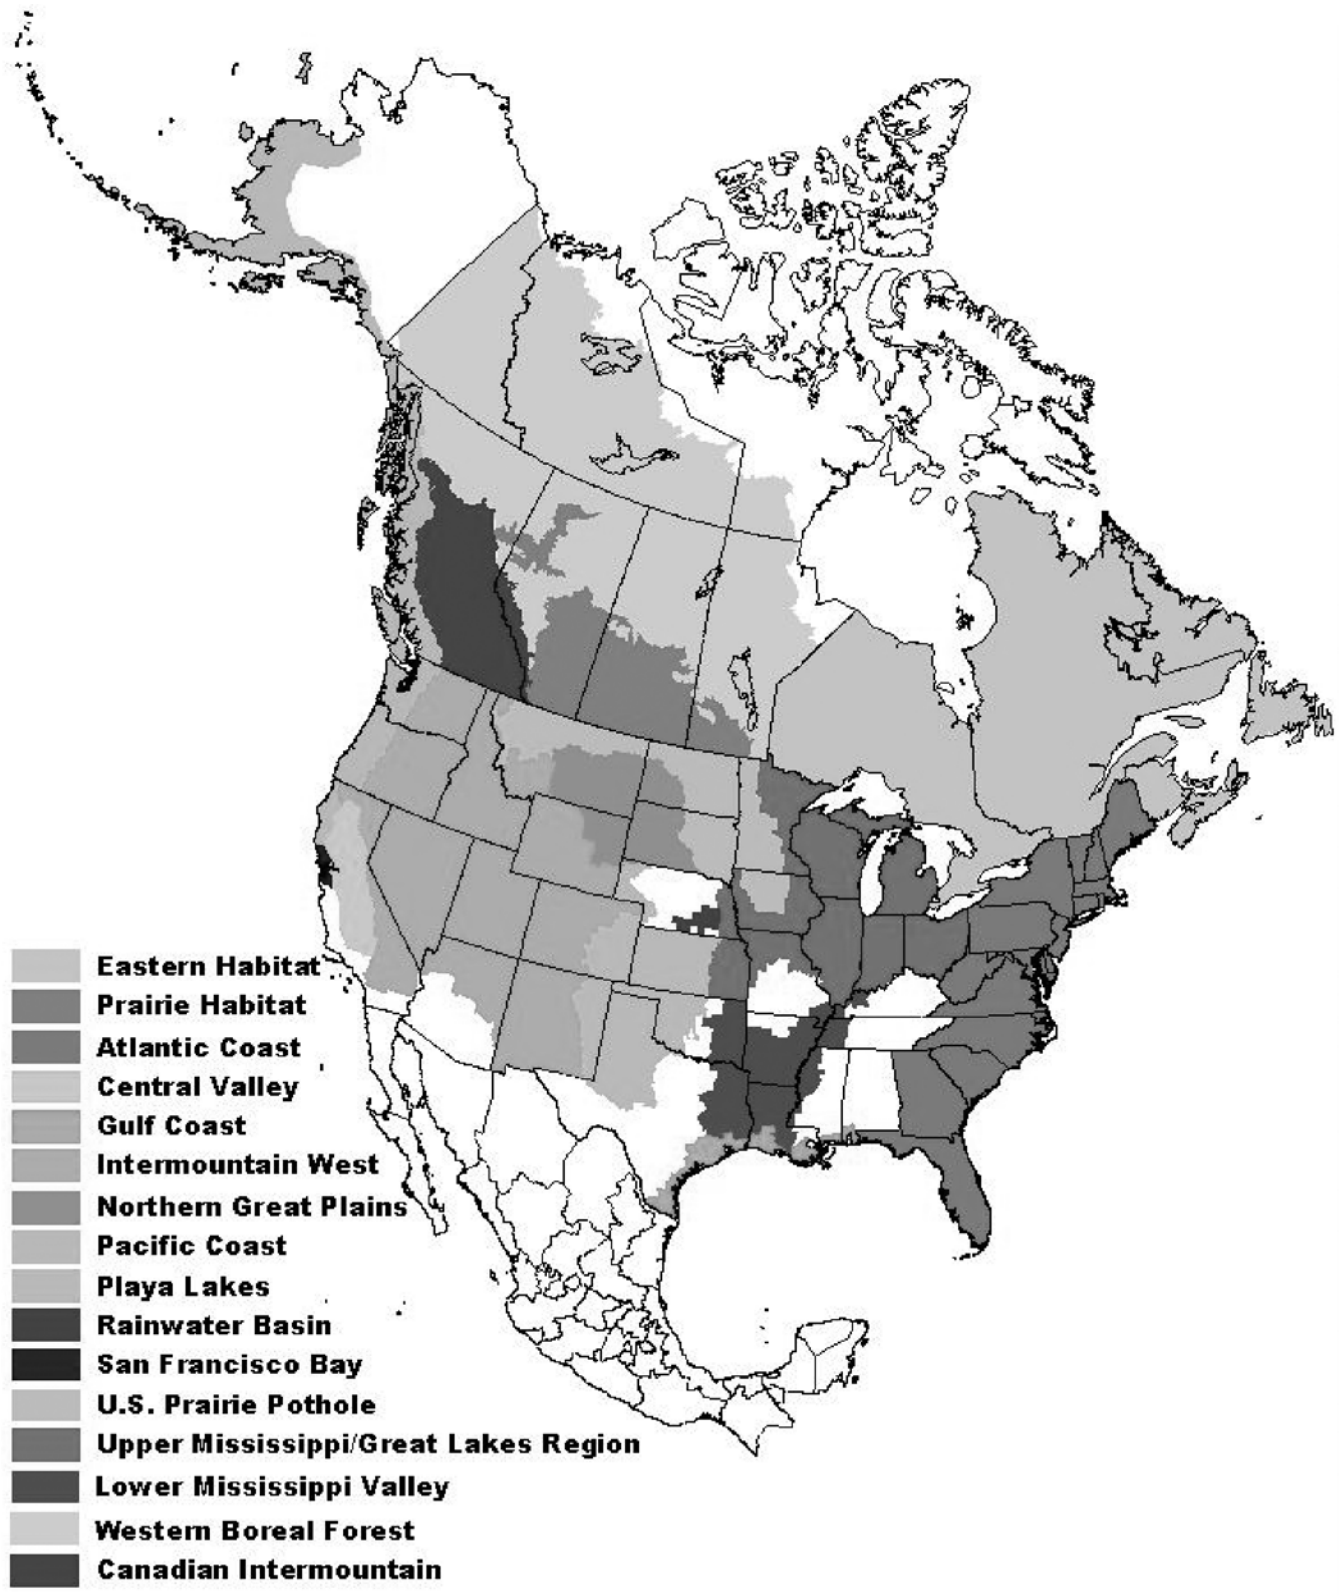 Eastern Habitat
Prairie Habitat
Atlantic Coast
Central Valley
Gulf Coast
Intermountain West
Northern Great Plains
Pacific Coast
Playa Lakes
Rainwater Basin
San Francisco Bay
U.S. Prairie Pothole
Upper Mississippi/Great Lakes Region
Lower Mississippi Valley
Western Boreal Forest
Canadian Intermountain